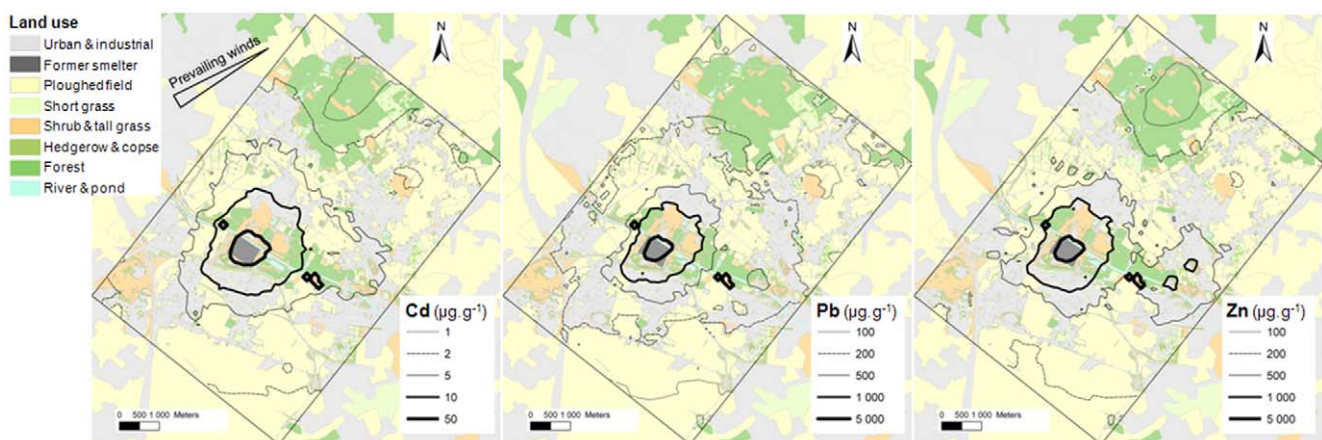 Land use
Urban & industrial
Former smelter
Ploughed field
Short grass
Shrub & tall grass
Hedgerow & copse
Forest
River & pond
Prevailing winds
N
Cd (µg.g⁻¹)
1
2
5
10
50
0 500 1 000 Meters
N
Pb (µg.g⁻¹)
100
200
500
1 000
5 000
0 500 1 000 Meters
N
Zn (µg.g⁻¹)
100
200
500
1 000
5 000
0 500 1 000 Meters